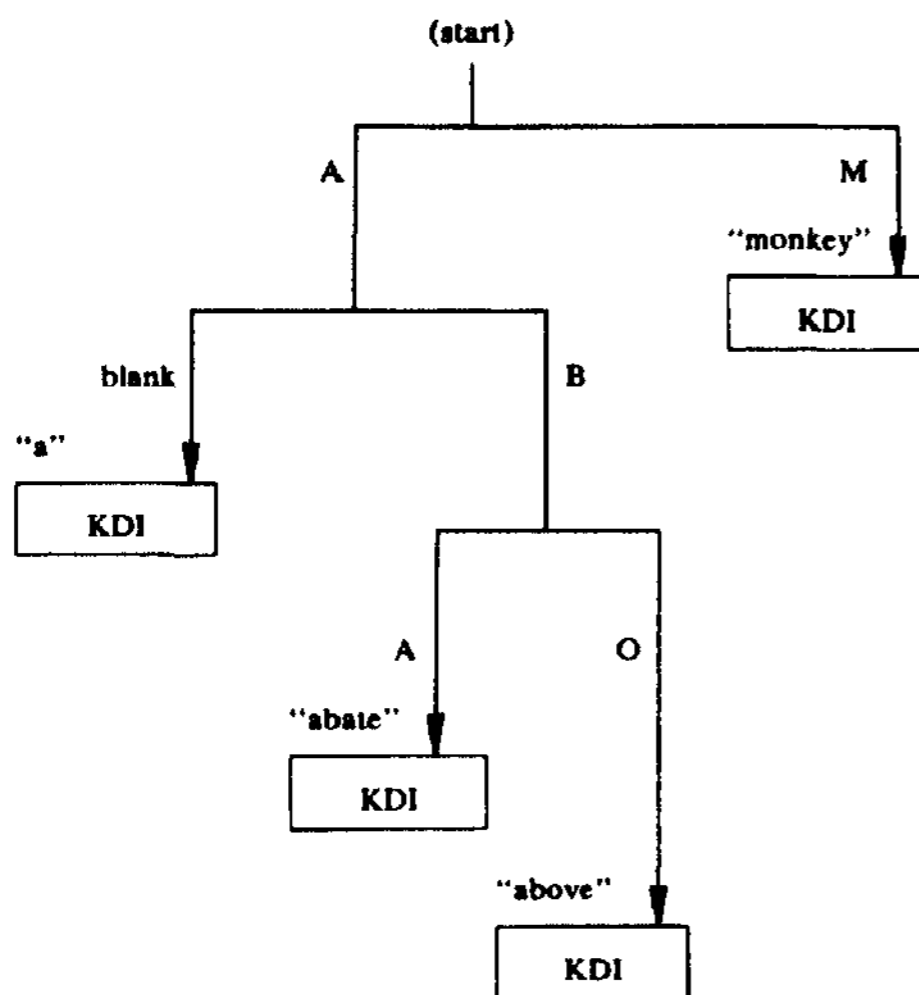 (start)
A
M
"monkey"
KDI
blank
B
"a"
KDI
A
O
"abate"
KDI
"above"
KDI